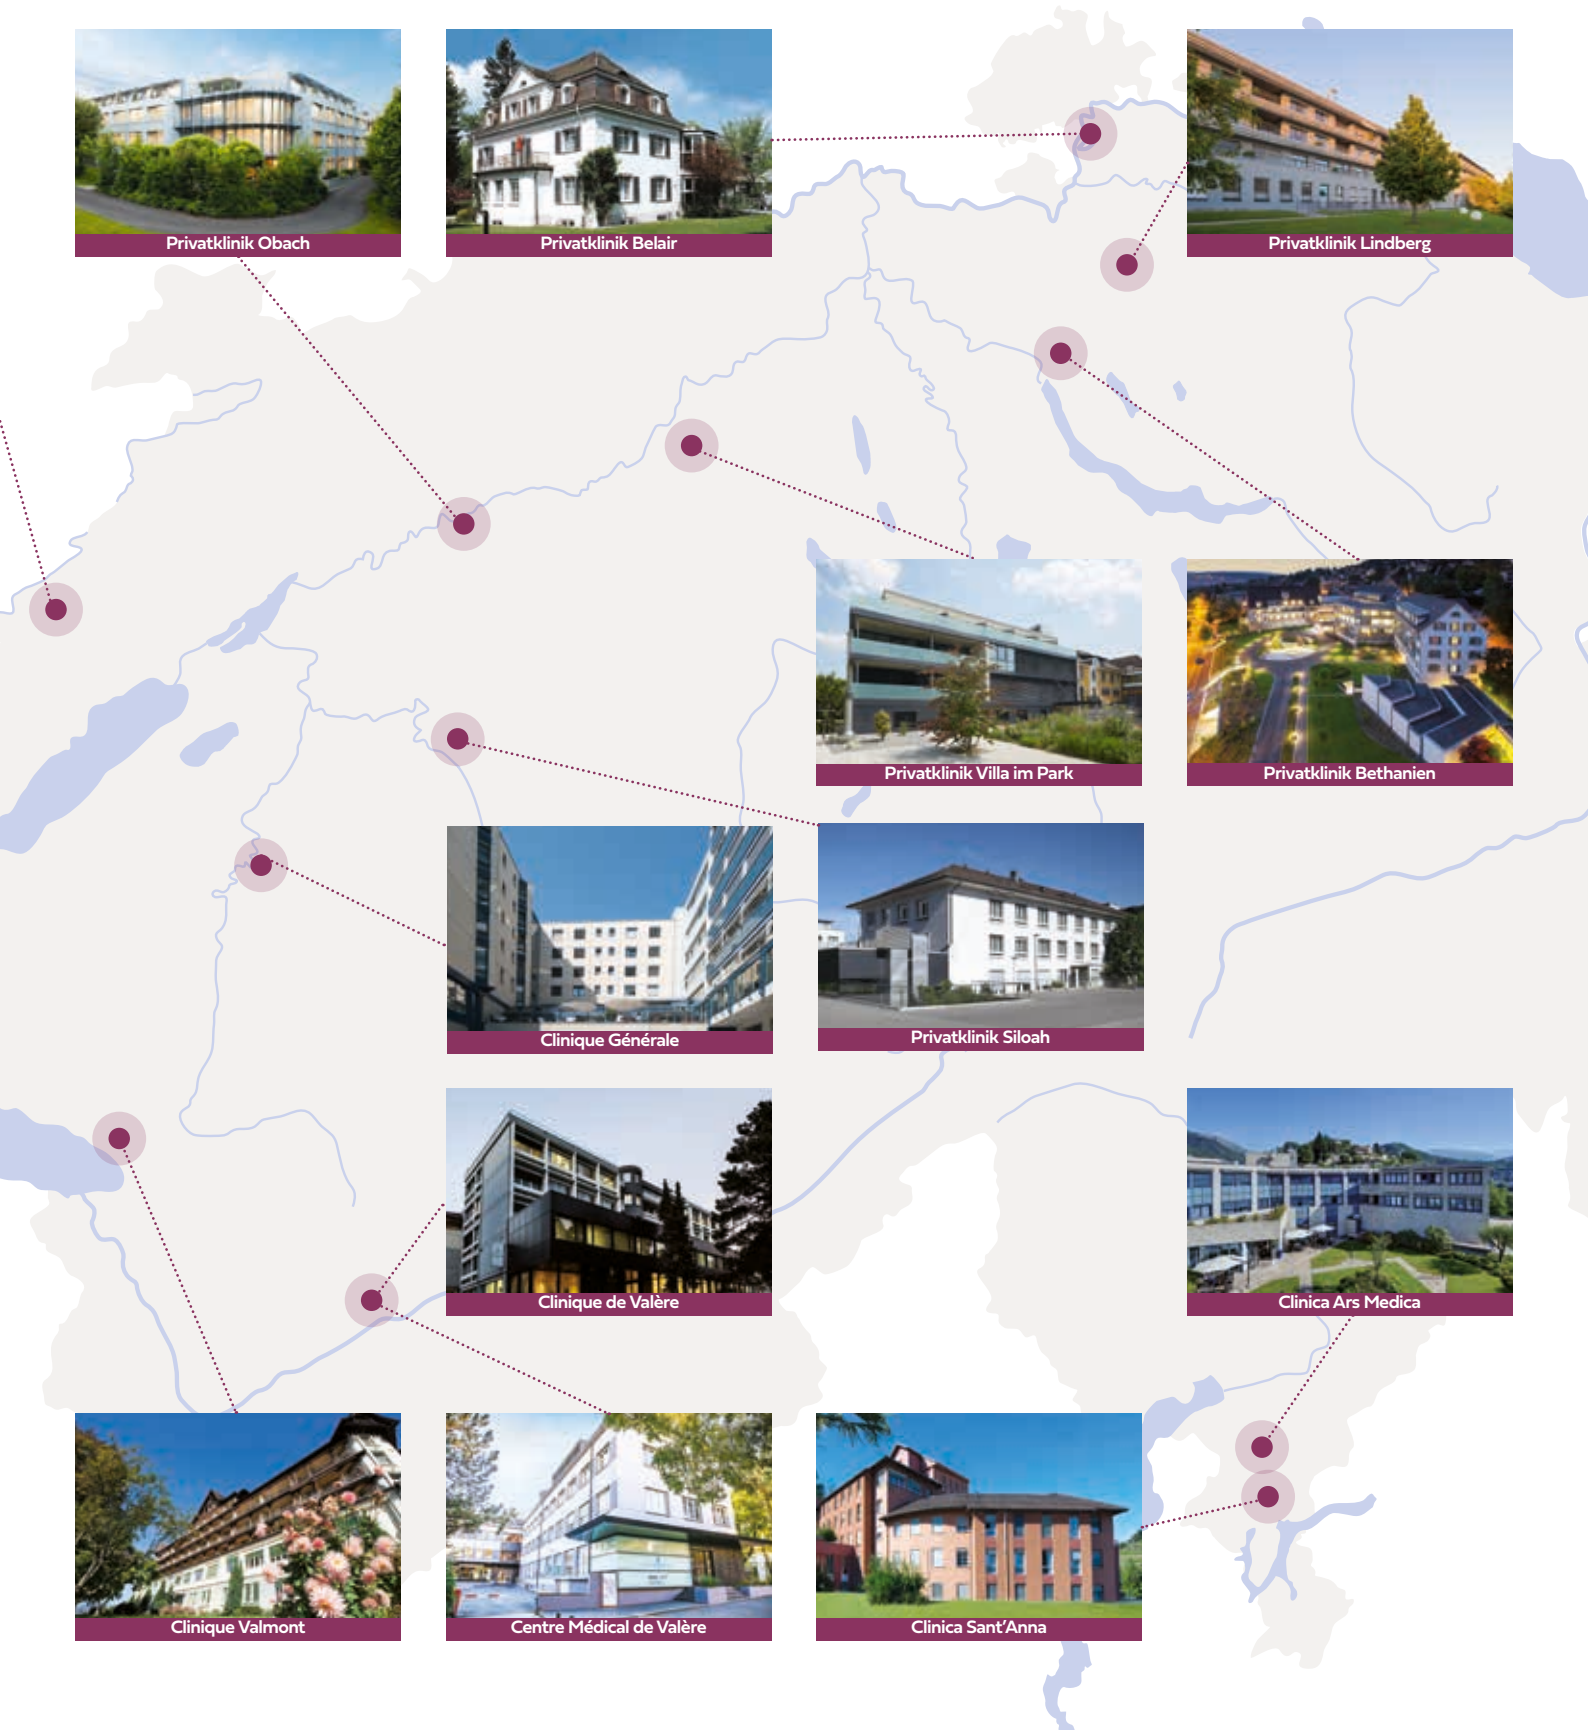 Privatklinik Obach
Privatklinik Belair
Privatklinik Lindberg
Privatklinik Villa im Park
Privatklinik Bethanien
Clinique Générale
Privatklinik Siloah
Clinique de Valère
Clinica Ars Medica
Clinique Valmont
Centre Médical de Valère
Clinica Sant’Anna